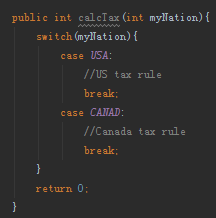 public int calcTax(int myNation){
switch(myNation){
case USA:
//US tax rule
break;
case CANAD:
//Canada tax rule
break;
}
return 0;
}